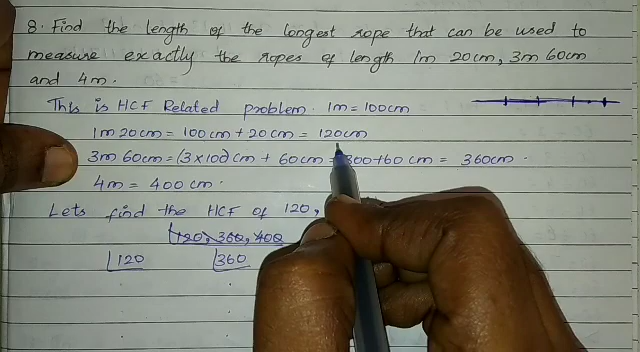 8. Find the length of the longest rope that can be used to
measure exactly the ropes of length 1m 20cm, 3m 60cm
and 4m.
This is HCF Related problem. 1m = 100cm
1m 20cm = 100cm + 20cm = 120cm
3m 60cm = (3×100)cm + 60cm = 300+60 cm = 360cm.
4m = 400cm.
Lets find the HCF of 120,
120, 360, 400
120 360